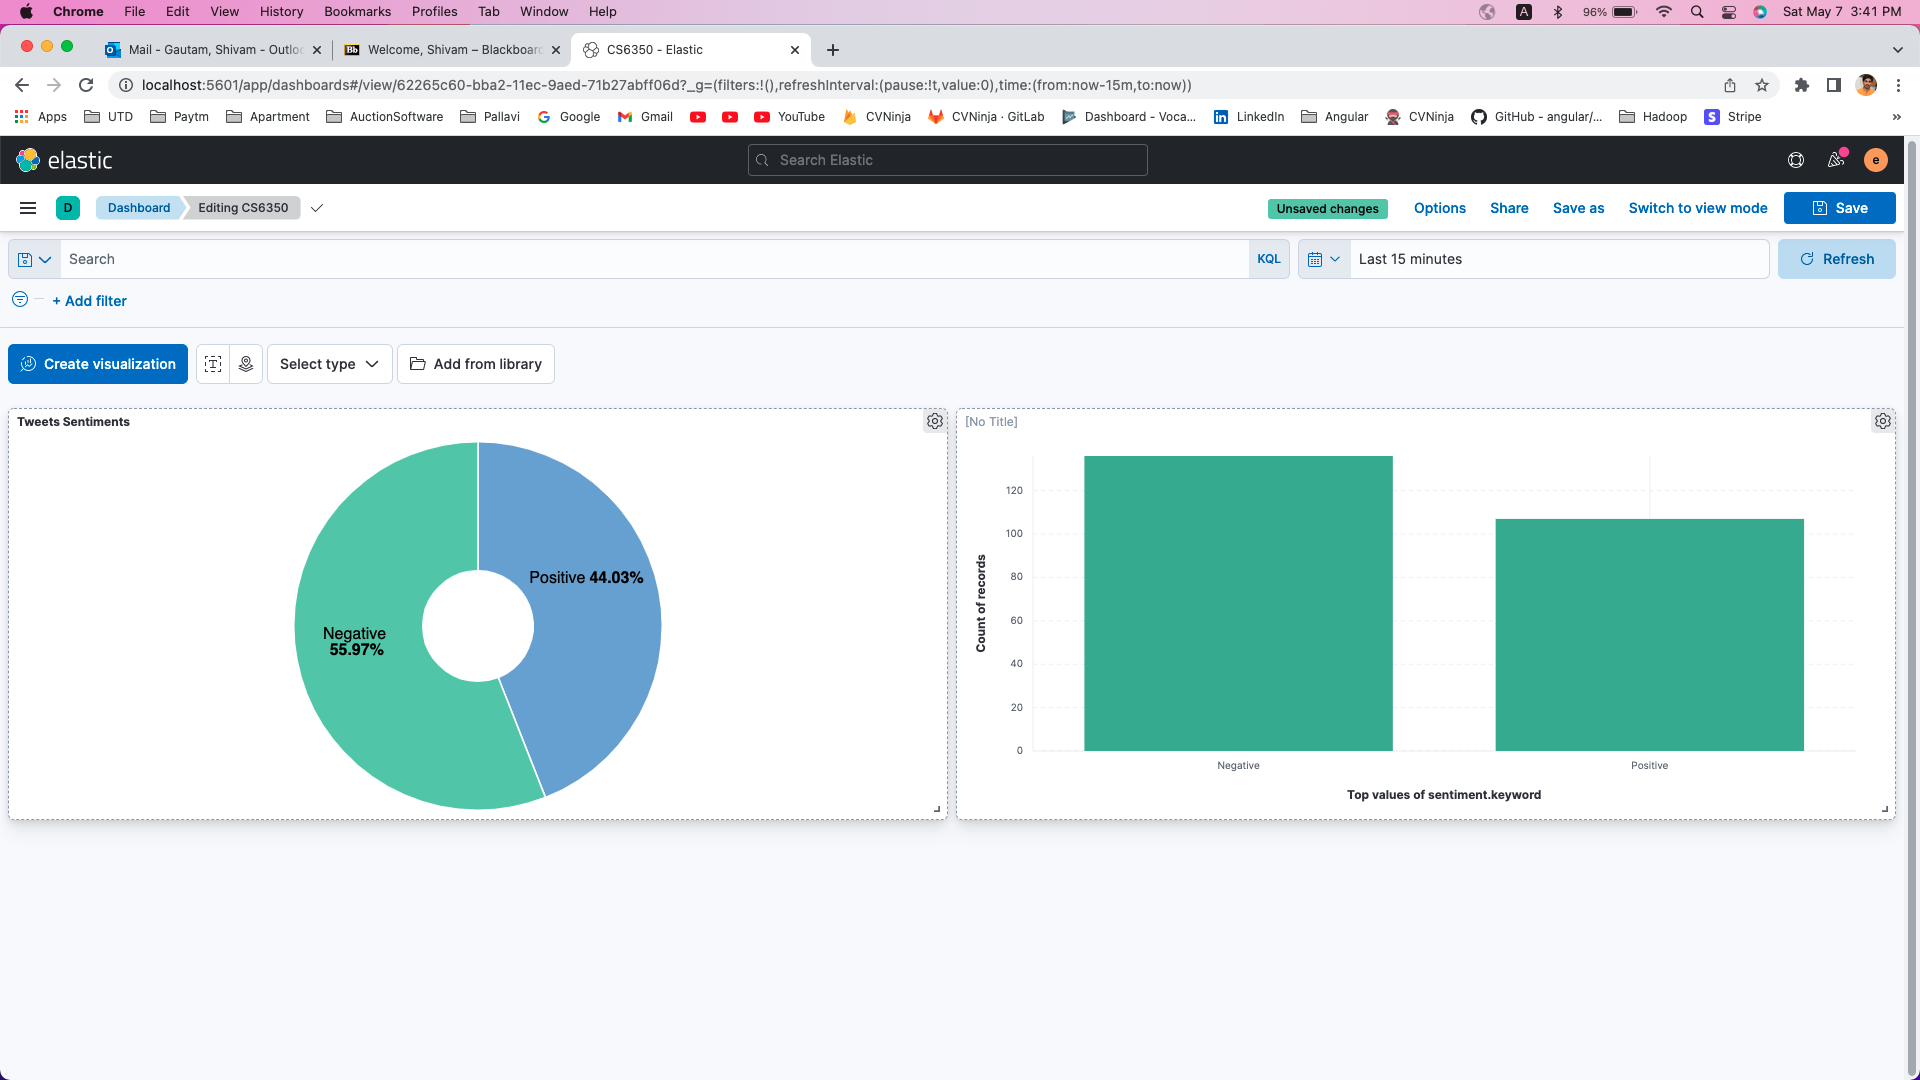 Chrome File Edit View History Bookmarks Profiles Tab Window Help A 96% Sat May 7 3:41 PM
Mail - Gautam, Shivam - Outloo Welcome, Shivam – Blackboard CS6350 - Elastic
localhost:5601/app/dashboards#/view/62265c60-bba2-11ec-9aed-71b27abff06d?_g=(filters:!(),refreshInterval:(pause:!t,value:0),time:(from:now-15m,to:now))
Apps UTD Paytm Apartment AuctionSoftware Pallavi Google Gmail YouTube CVNinja CVNinja · GitLab Dashboard - Voca... LinkedIn Angular CVNinja GitHub - angular/... Hadoop Stripe »
elastic Search Elastic e
D Dashboard Editing CS6350 Unsaved changes Options Share Save as Switch to view mode Save
Search KQL Last 15 minutes Refresh
+ Add filter
Create visualization Select type Add from library
Tweets Sentiments
Positive 44.03%
Negative
55.97%
[No Title]
120
100
80
60
40
20
0
Count of records
Negative Positive
Top values of sentiment.keyword